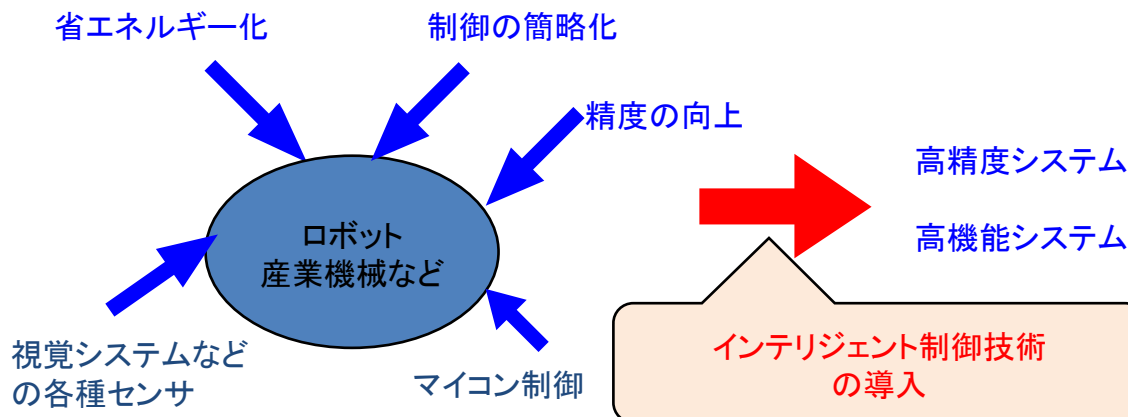 省エネルギー化
制御の簡略化
精度の向上
高精度システム
ロボット
産業機械など
高機能システム
視覚システムなど
の各種センサ
マイコン制御
インテリジェント制御技術
の導入